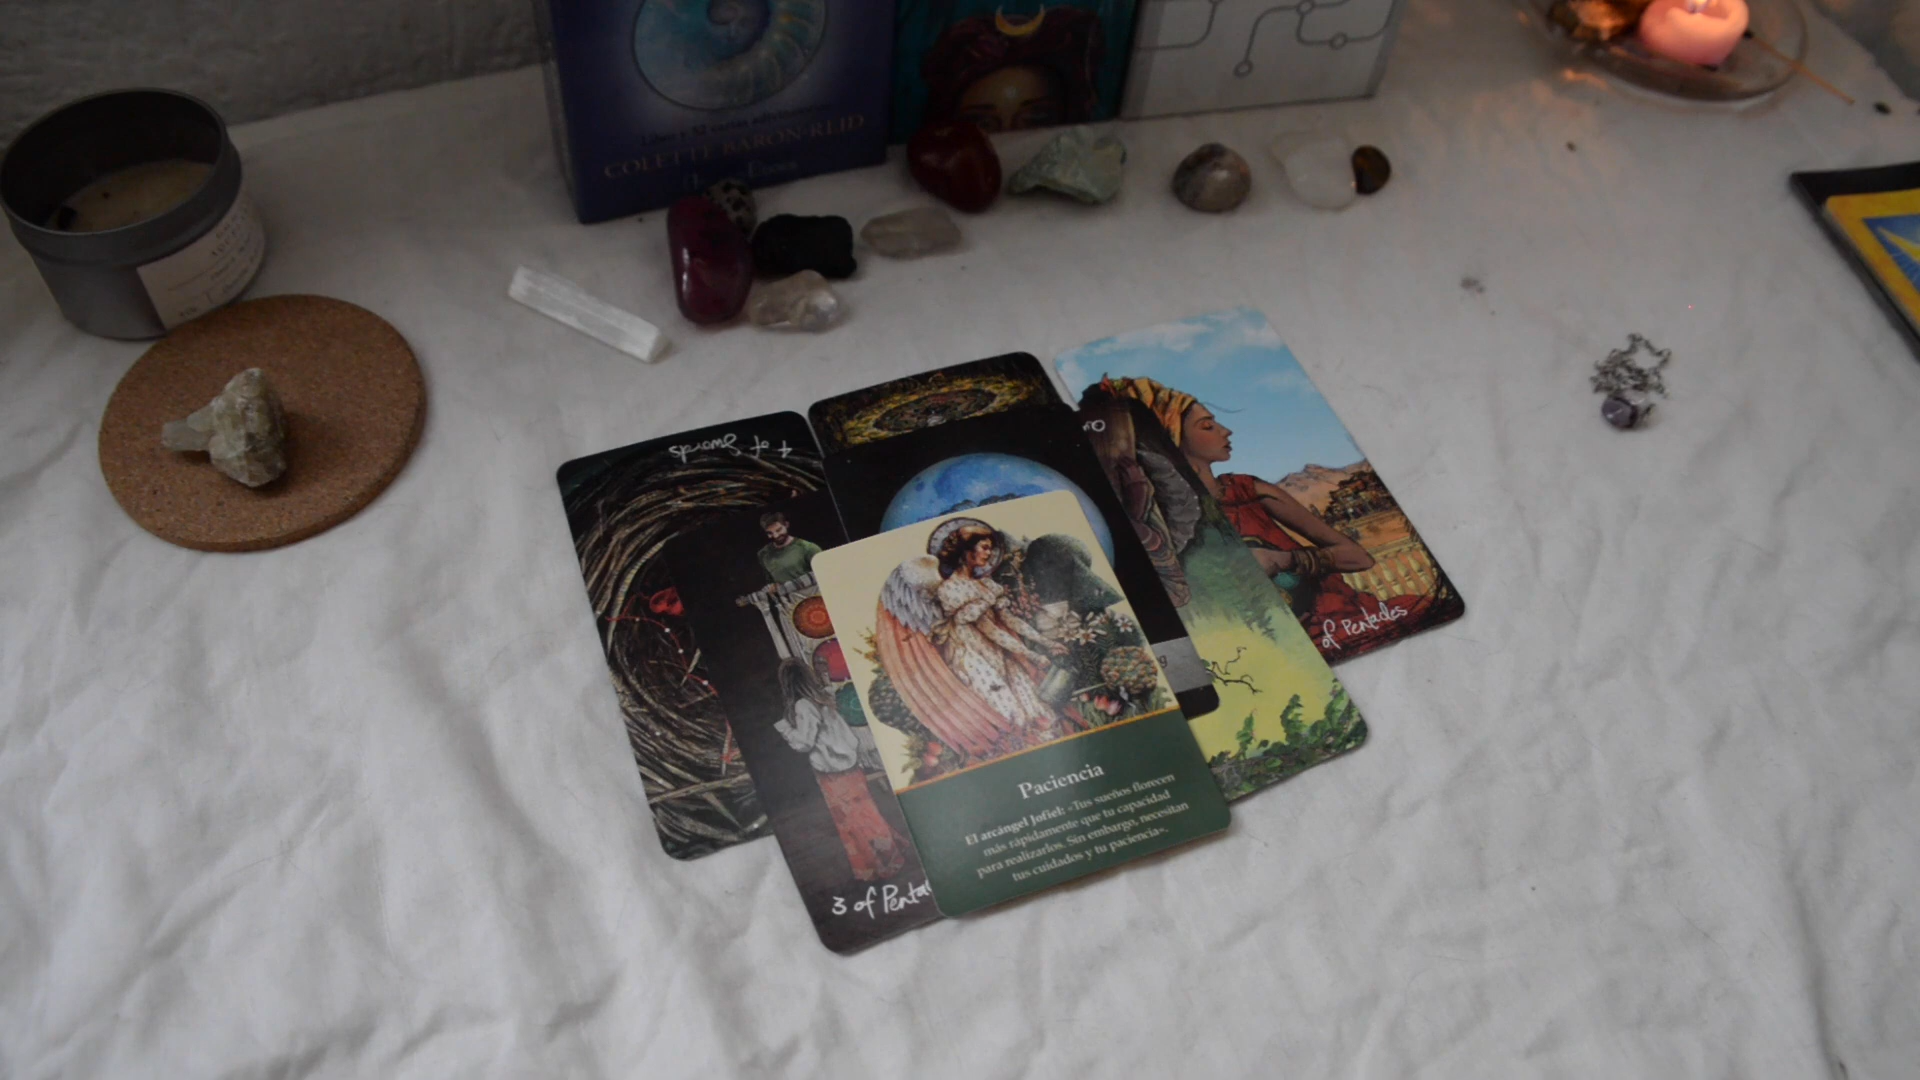 COLETTE BARON-REID
4 of Swords
of Pentacles
3 of Penta
Paciencia
El arcángel Jofiel: «Tus sueños florecen
más rápidamente que tu capacidad
para realizarlos. Sin embargo, necesitan
tus cuidados y tu paciencia».